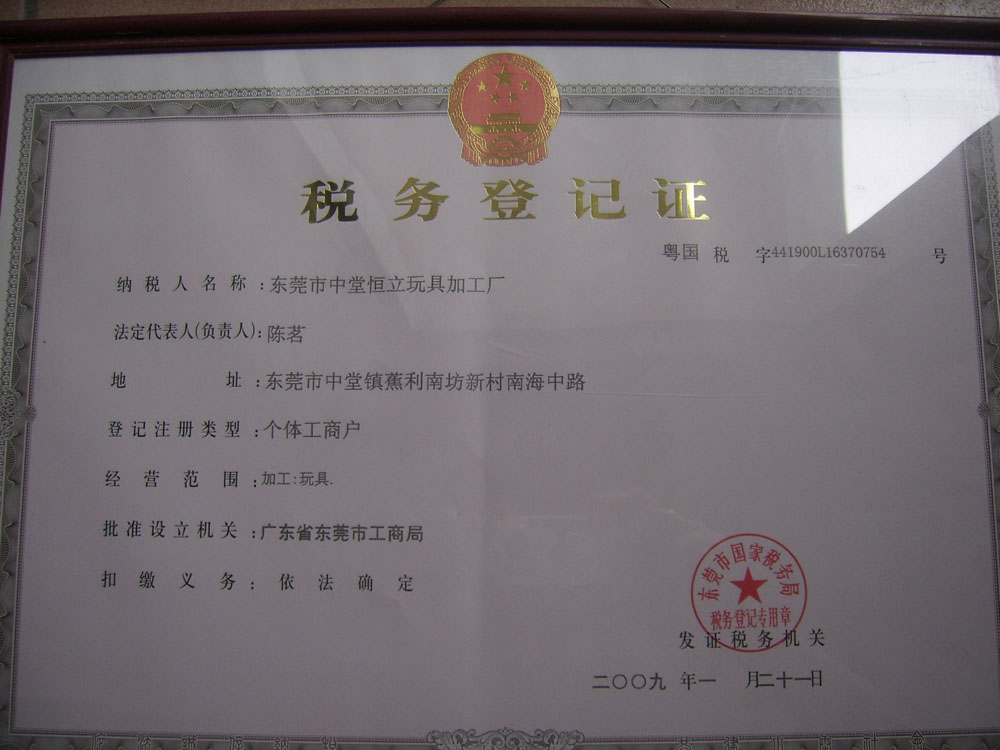 税务登记证
粤国 税 字441900L16370754 号
纳税人名称:东莞市中堂恒立玩具加工厂
法定代表人(负责人):陈茗
地 址:东莞市中堂镇蕉利南坊新村南海中路
登记注册类型:个体工商户
经营范围:加工:玩具.
批准设立机关:广东省东莞市工商局
扣缴义务:依法确定
东莞市国家税务局
税务登记专用章
发证税务机关
二〇〇九 年一 月二十一日